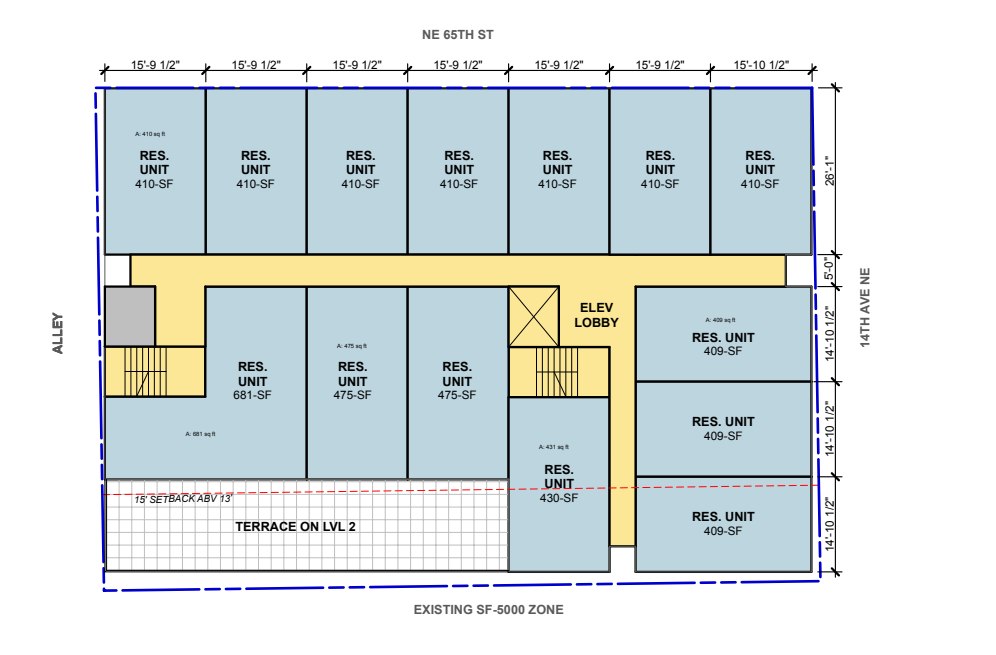 NE 65TH ST
15'-9 1/2"
15'-9 1/2"
15'-9 1/2"
15'-9 1/2"
15'-9 1/2"
15'-9 1/2"
15'-10 1/2"
A: 410 sq ft
RES.
UNIT
410-SF
RES.
UNIT
410-SF
RES.
UNIT
410-SF
RES.
UNIT
410-SF
RES.
UNIT
410-SF
RES.
UNIT
410-SF
RES.
UNIT
410-SF
26'-1"
5'-0"
14TH AVE NE
ALLEY
ELEV
LOBBY
A: 409 sq ft
RES. UNIT
409-SF
14'-10 1/2"
RES.
UNIT
681-SF
A: 681 sq ft
A: 475 sq ft
RES.
UNIT
475-SF
RES.
UNIT
475-SF
RES. UNIT
409-SF
14'-10 1/2"
A: 431 sq ft
RES.
UNIT
430-SF
RES. UNIT
409-SF
14'-10 1/2"
15' SETBACK ABV 13'
TERRACE ON LVL 2
EXISTING SF-5000 ZONE